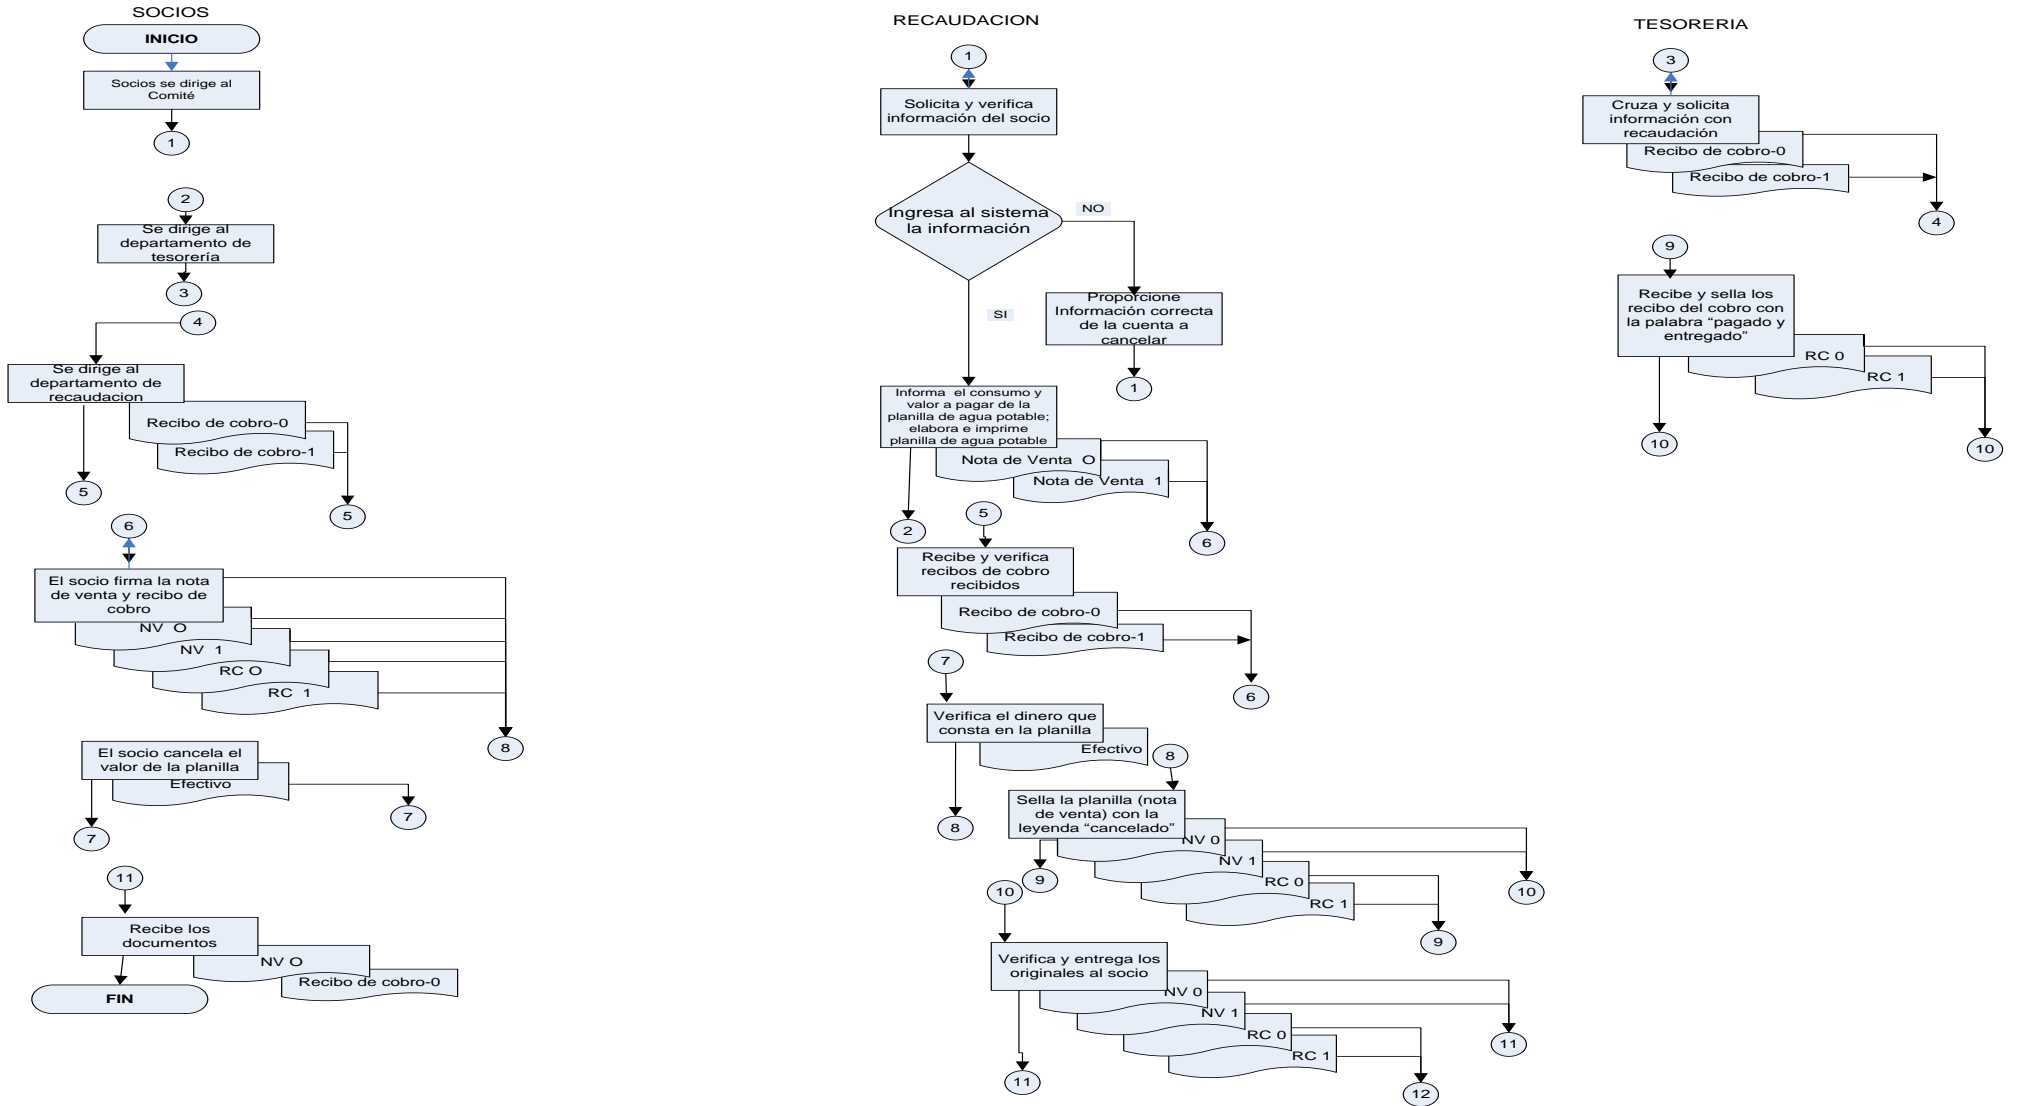 SOCIOS
INICIO
Socios se dirige al
Comité
1
2
Se dirige al
departamento de
tesorería
3
4
Se dirige al
departamento de
recaudacion
Recibo de cobro-0
Recibo de cobro-1
5
5
6
El socio firma la nota
de venta y recibo de
cobro
NV O
NV 1
RC O
RC 1
8
El socio cancela el
valor de la planilla
Efectivo
7
7
11
Recibe los
documentos
NV O
Recibo de cobro-0
FIN
RECAUDACION
1
Solicita y verifica
información del socio
Ingresa al sistema
la información
NO
SI
Proporcione
Información correcta
de la cuenta a
cancelar
1
Informa el consumo y
valor a pagar de la
planilla de agua potable;
elabora e imprime
planilla de agua potable
Nota de Venta O
Nota de Venta 1
2
6
5
Recibe y verifica
recibos de cobro
recibidos
Recibo de cobro-0
Recibo de cobro-1
6
7
Verifica el dinero que
consta en la planilla
Efectivo
8
8
Sella la planilla (nota
de venta) con la
leyenda “cancelado”
NV 0
NV 1
RC 0
RC 1
9
10
9
10
Verifica y entrega los
originales al socio
NV 0
NV 1
RC 0
RC 1
11
11
12
TESORERIA
3
Cruza y solicita
información con
recaudación
Recibo de cobro-0
Recibo de cobro-1
4
9
Recibe y sella los
recibo del cobro con
la palabra “pagado y
entregado”
RC 0
RC 1
10
10